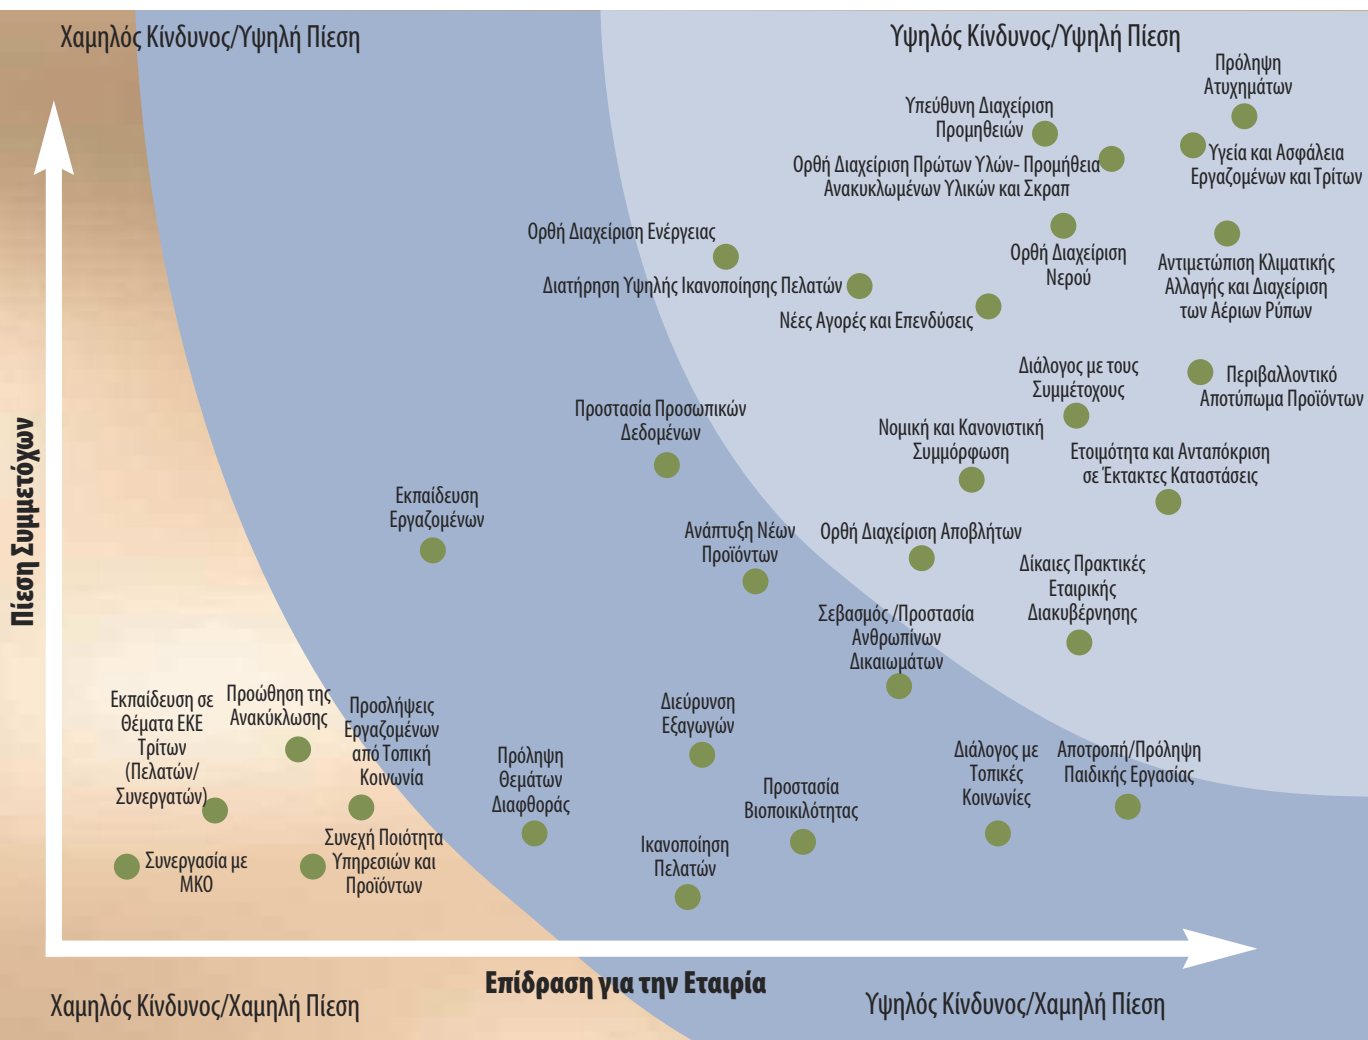 Χαμηλός Κίνδυνος/Υψηλή Πίεση
Υψηλός Κίνδυνος/Υψηλή Πίεση
Πρόληψη
Ατυχημάτων
Υπεύθυνη Διαχείριση
Προμηθειών
Υγεία και Ασφάλεια
Εργαζομένων και Τρίτων
Ορθή Διαχείριση Πρώτων Υλών- Προμήθεια
Ανακυκλωμένων Υλικών και Σκραπ
Ορθή Διαχείριση Ενέργειας
Ορθή Διαχείριση
Νερού
Αντιμετώπιση Κλιματικής
Αλλαγής και Διαχείριση
των Αέριων Ρύπων
Διατήρηση Υψηλής Ικανοποίησης Πελατών
Νέες Αγορές και Επενδύσεις
Διάλογος με τους
Συμμέτοχους
Περιβαλλοντικό
Αποτύπωμα Προϊόντων
Προστασία Προσωπικών
Δεδομένων
Νομική και Κανονιστική
Συμμόρφωση
Ετοιμότητα και Ανταπόκριση
σε Έκτακτες Καταστάσεις
Εκπαίδευση
Εργαζομένων
Ανάπτυξη Νέων
Προϊόντων
Ορθή Διαχείριση Αποβλήτων
Δίκαιες Πρακτικές
Εταιρικής
Διακυβέρνησης
Σεβασμός /Προστασία
Ανθρωπίνων
Δικαιωμάτων
Πίεση Συμμετόχων
Εκπαίδευση σε
Θέματα ΕΚΕ
Τρίτων
(Πελατών/
Συνεργατών)
Προώθηση της
Ανακύκλωσης
Προσλήψεις
Εργαζομένων
από Τοπική
Κοινωνία
Διεύρυνση
Εξαγωγών
Πρόληψη
Θεμάτων
Διαφθοράς
Διάλογος με
Τοπικές
Κοινωνίες
Αποτροπή/Πρόληψη
Παιδικής Εργασίας
Προστασία
Βιοποικιλότητας
Συνεργασία με
ΜΚΟ
Συνεχή Ποιότητα
Υπηρεσιών και
Προϊόντων
Ικανοποίηση
Πελατών
Επίδραση για την Εταιρία
Χαμηλός Κίνδυνος/Χαμηλή Πίεση
Υψηλός Κίνδυνος/Χαμηλή Πίεση